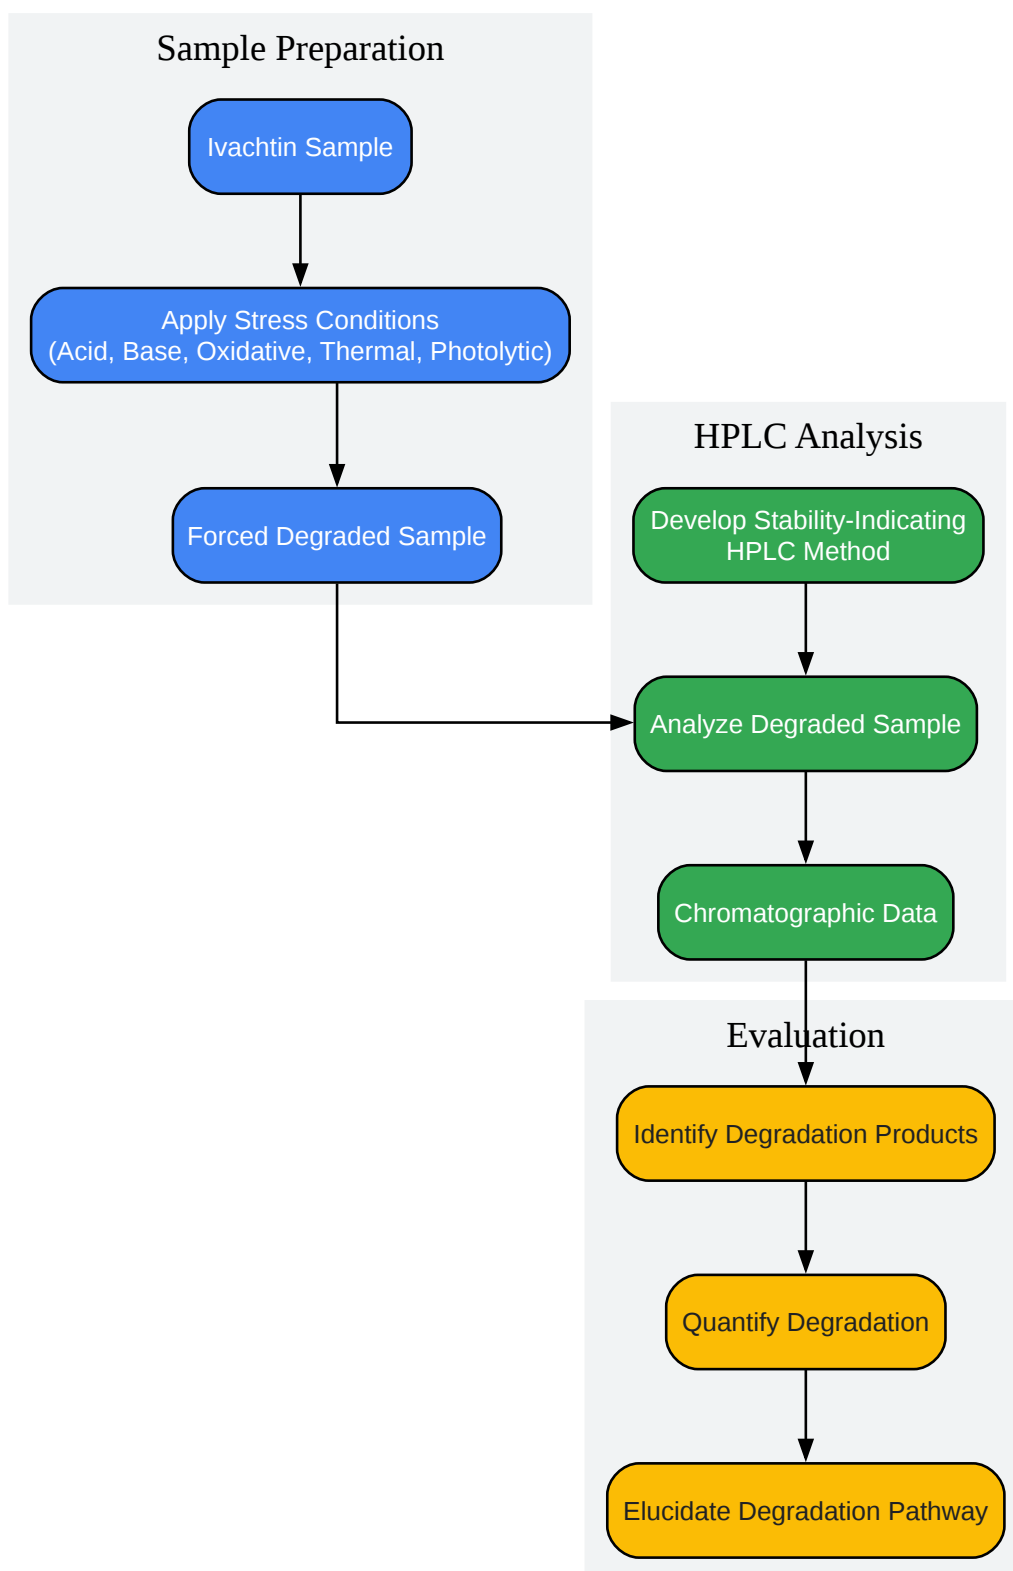 Sample Preparation
Ivachtin Sample
Apply Stress Conditions
(Acid, Base, Oxidative, Thermal, Photolytic)
Forced Degraded Sample
HPLC Analysis
Develop Stability-Indicating
HPLC Method
Analyze Degraded Sample
Chromatographic Data
Evaluation
Identify Degradation Products
Quantify Degradation
Elucidate Degradation Pathway